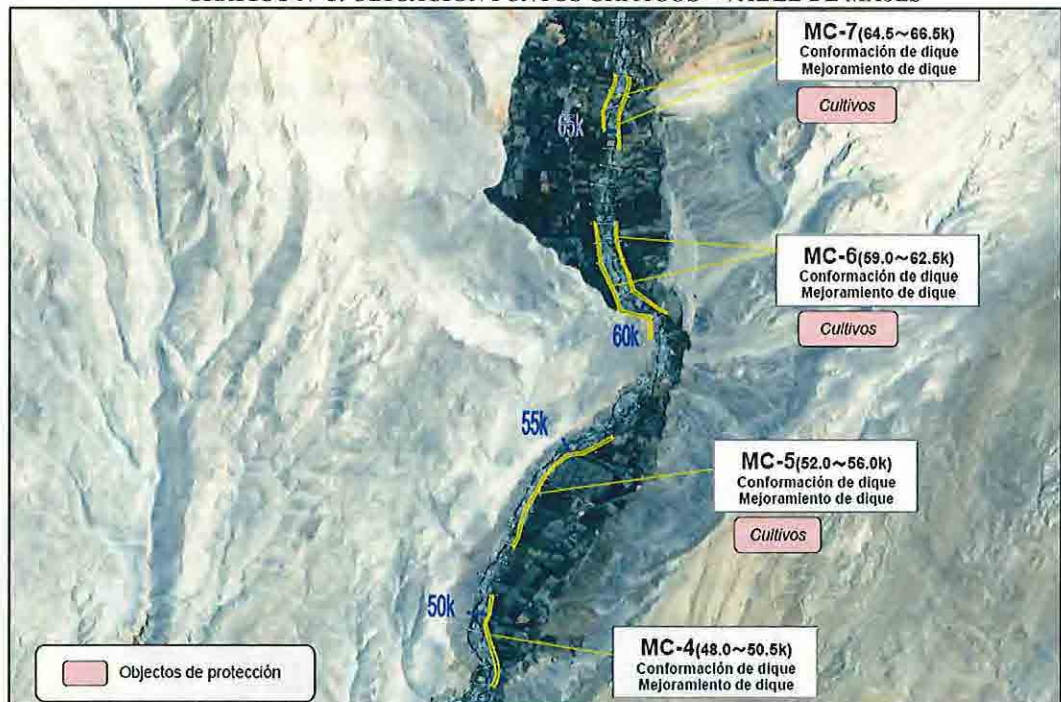 MC-7(64.5~66.5k)
Conformación de dique
Mejoramiento de dique
Cultivos
65k
MC-6(59.0~62.5k)
Conformación de dique
Mejoramiento de dique
Cultivos
60k
55k
MC-5(52.0~56.0k)
Conformación de dique
Mejoramiento de dique
Cultivos
50k
MC-4(48.0~50.5k)
Conformación de dique
Mejoramiento de dique
Objectos de protección